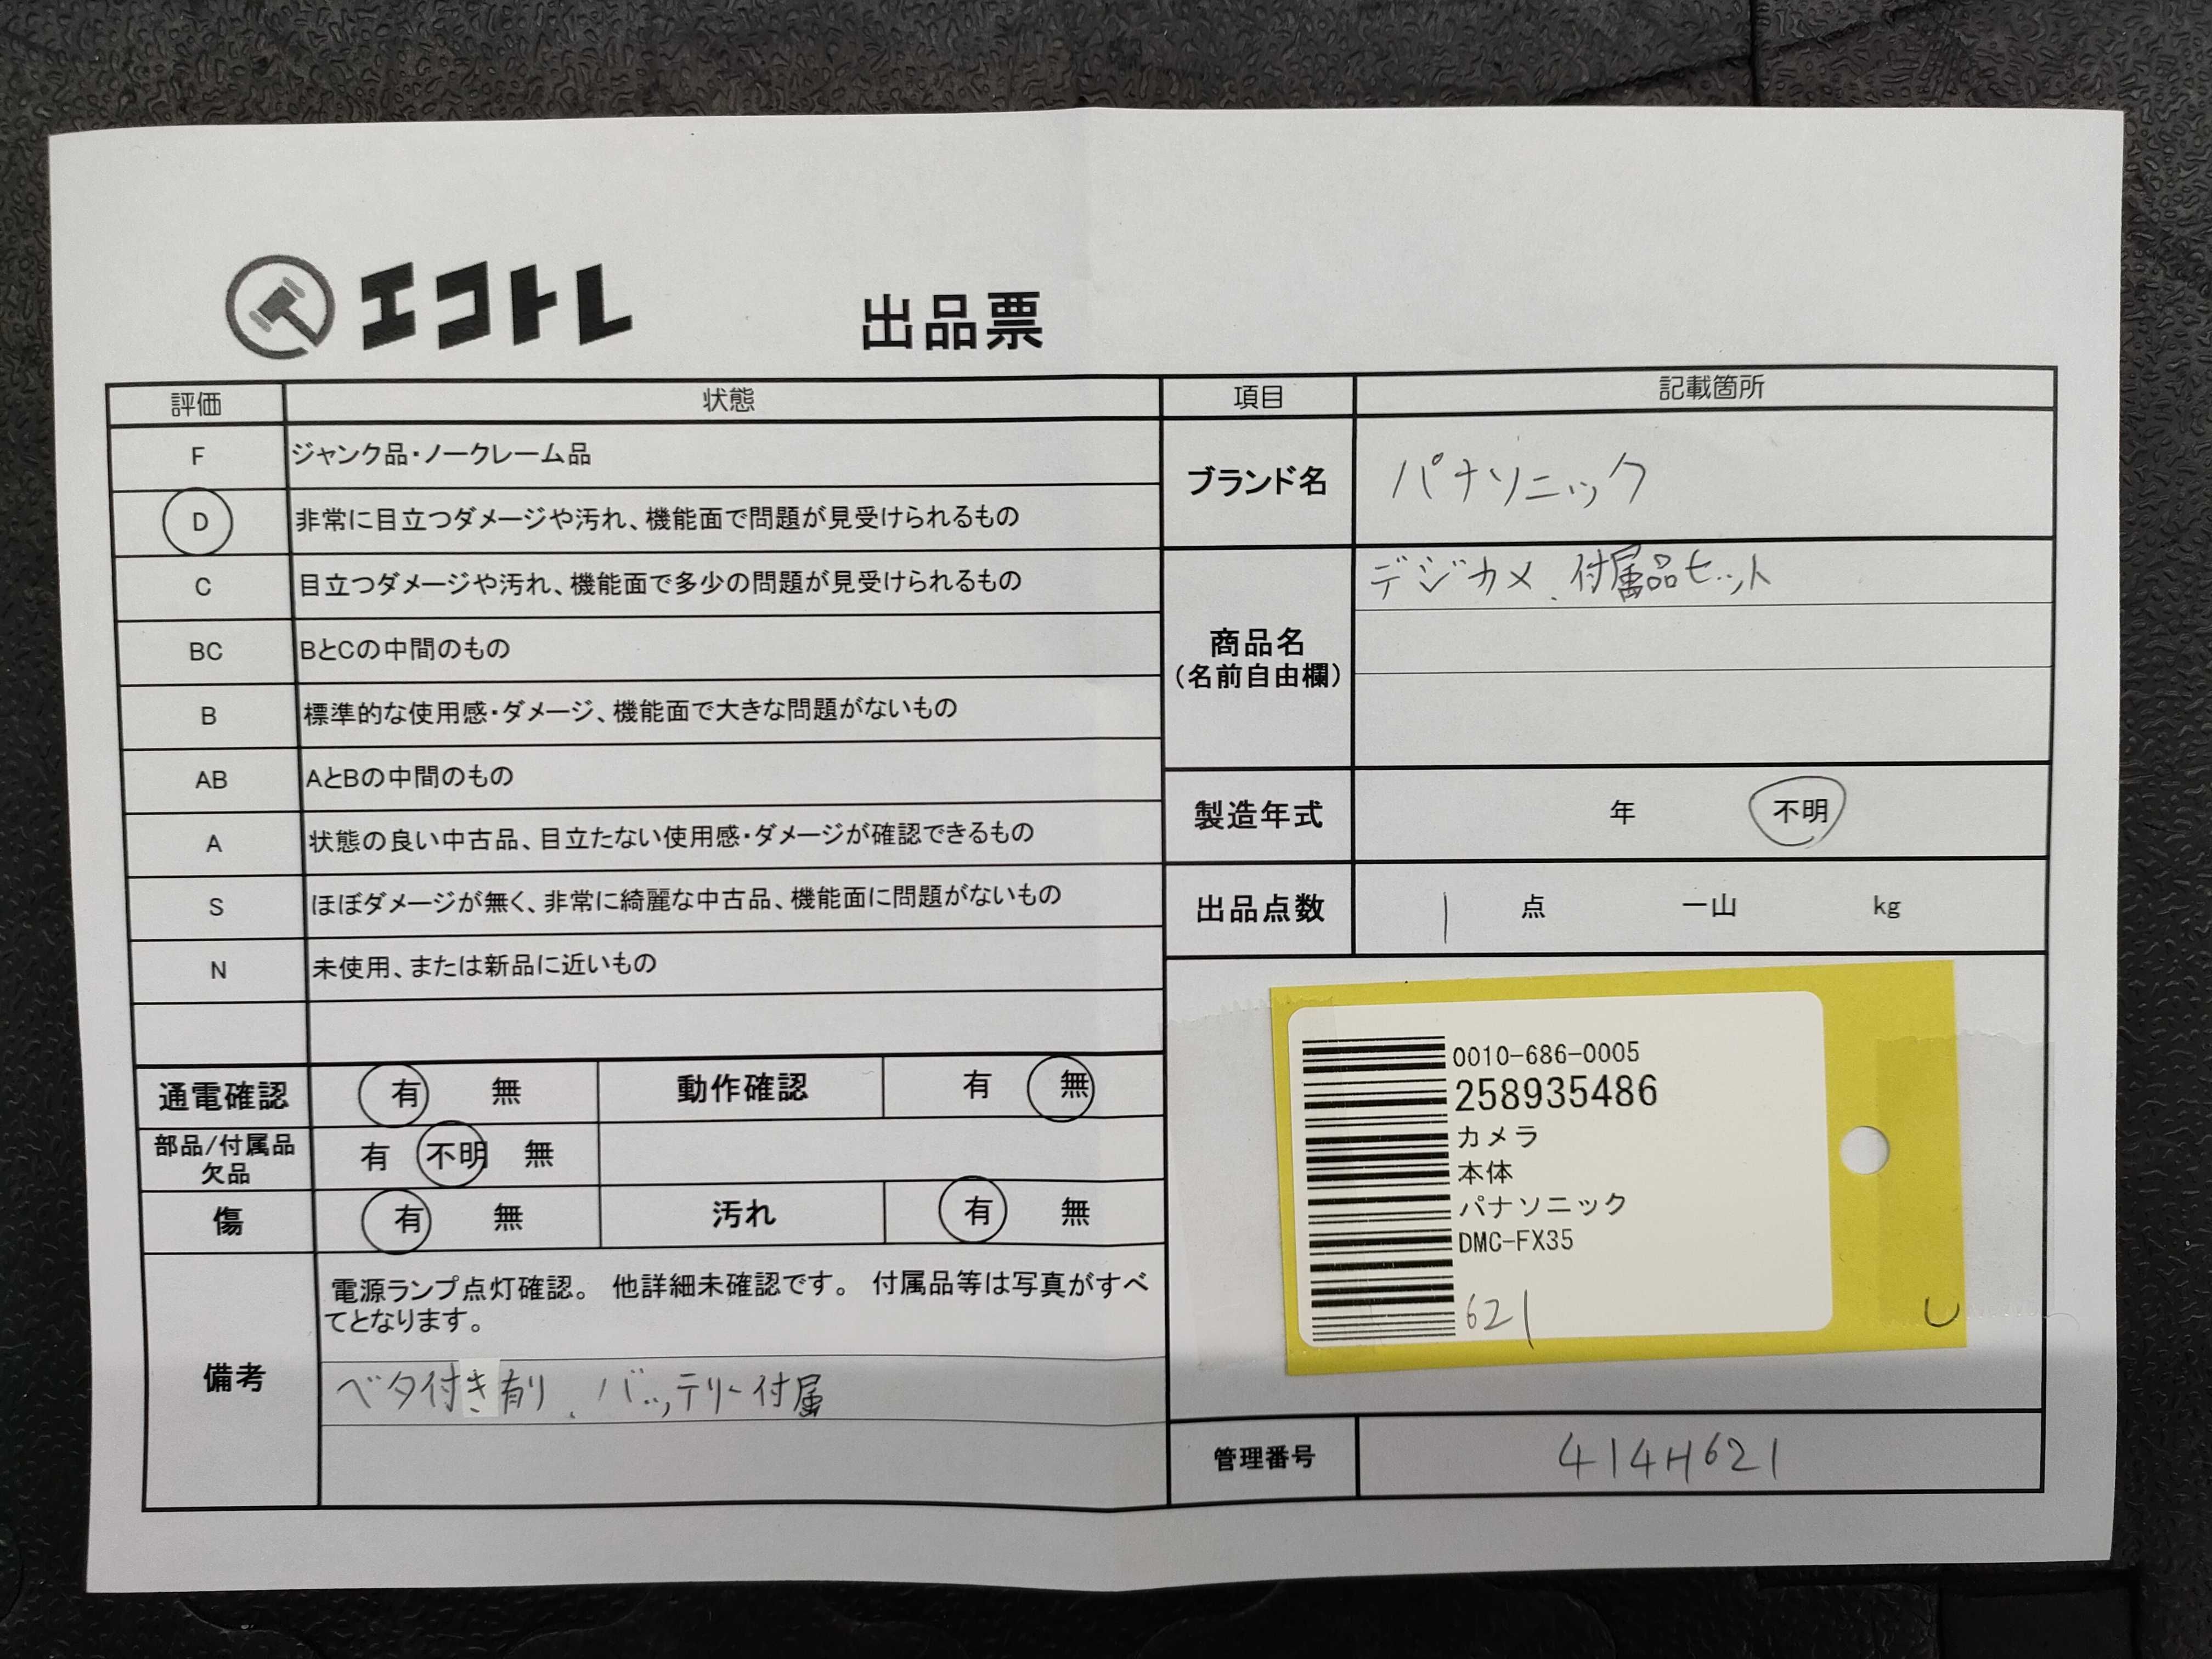 エコトレ 出品票
評価 状態
F ジャンク品・ノークレーム品
D 非常に目立つダメージや汚れ、機能面で問題が見受けられるもの
C 目立つダメージや汚れ、機能面で多少の問題が見受けられるもの
BC BとCの中間のもの
B 標準的な使用感・ダメージ、機能面で大きな問題がないもの
AB AとBの中間のもの
A 状態の良い中古品、目立たない使用感・ダメージが確認できるもの
S ほぼダメージが無く、非常に綺麗な中古品、機能面に問題がないもの
N 未使用、または新品に近いもの
通電確認 有 無 動作確認 有 無
部品/付属品
欠品 有 不明 無
傷 有 無 汚れ 有 無
備考
電源ランプ点灯確認。 他詳細未確認です。 付属品等は写真がすべ
てとなります。
ベタ付き有り、バッテリー付属
項目 記載箇所
ブランド名 パナソニック
商品名
(名前自由欄)
デジカメ、付属品セット
製造年式 年 不明
出品点数 1 点 一山 kg
0010-686-0005
258935486
カメラ
本体
パナソニック
DMC-FX35
621
管理番号 414H621